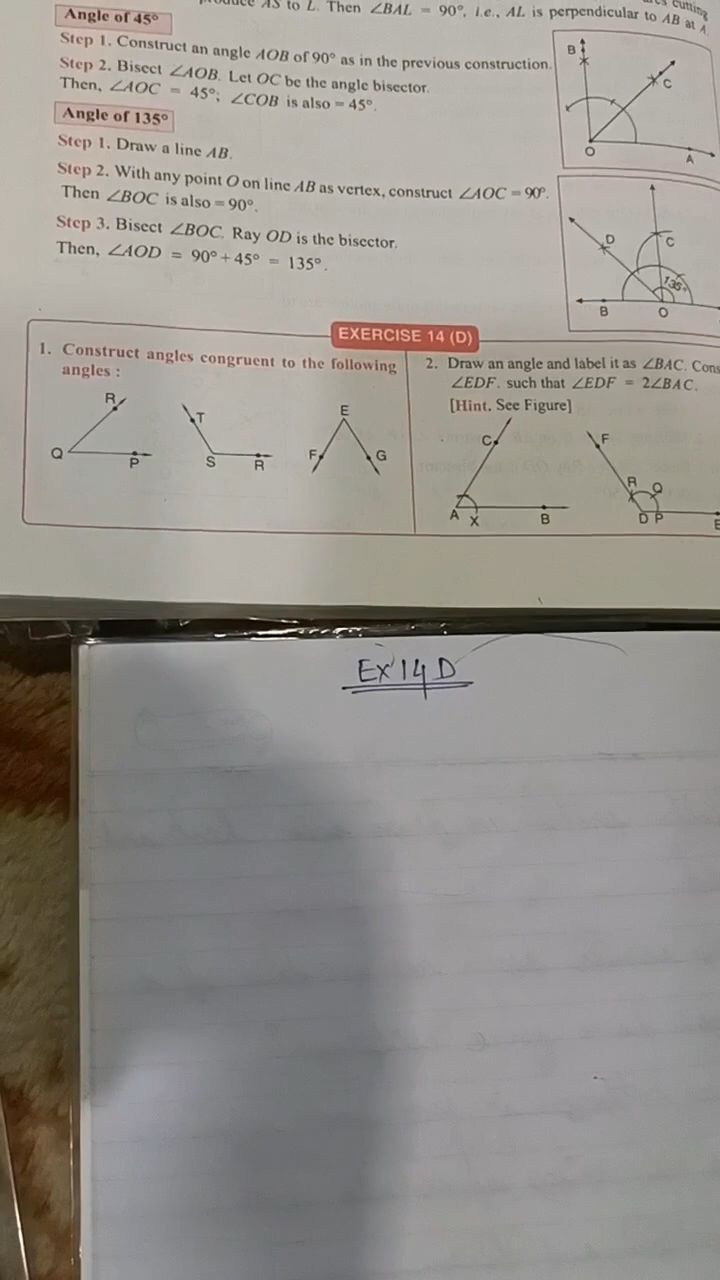 AS to L. Then ∠BAL = 90°, i.e., AL is perpendicular to AB at A.
cutting
Angle of 45°
Step 1. Construct an angle AOB of 90° as in the previous construction.
Step 2. Bisect ∠AOB. Let OC be the angle bisector.
Then, ∠AOC = 45°; ∠COB is also = 45°.
B
C
O
A
Angle of 135°
Step 1. Draw a line AB.
Step 2. With any point O on line AB as vertex, construct ∠AOC = 90°.
Then ∠BOC is also = 90°.
Step 3. Bisect ∠BOC. Ray OD is the bisector.
Then, ∠AOD = 90° + 45° = 135°.
D
C
135°
B
O
EXERCISE 14 (D)
1. Construct angles congruent to the following
angles :
R
Q
P
T
S
R
E
F
G
2. Draw an angle and label it as ∠BAC. Cons
∠EDF. such that ∠EDF = 2∠BAC.
[Hint. See Figure]
C
A
X
B
F
R
Q
D
P
E
Ex 14 D